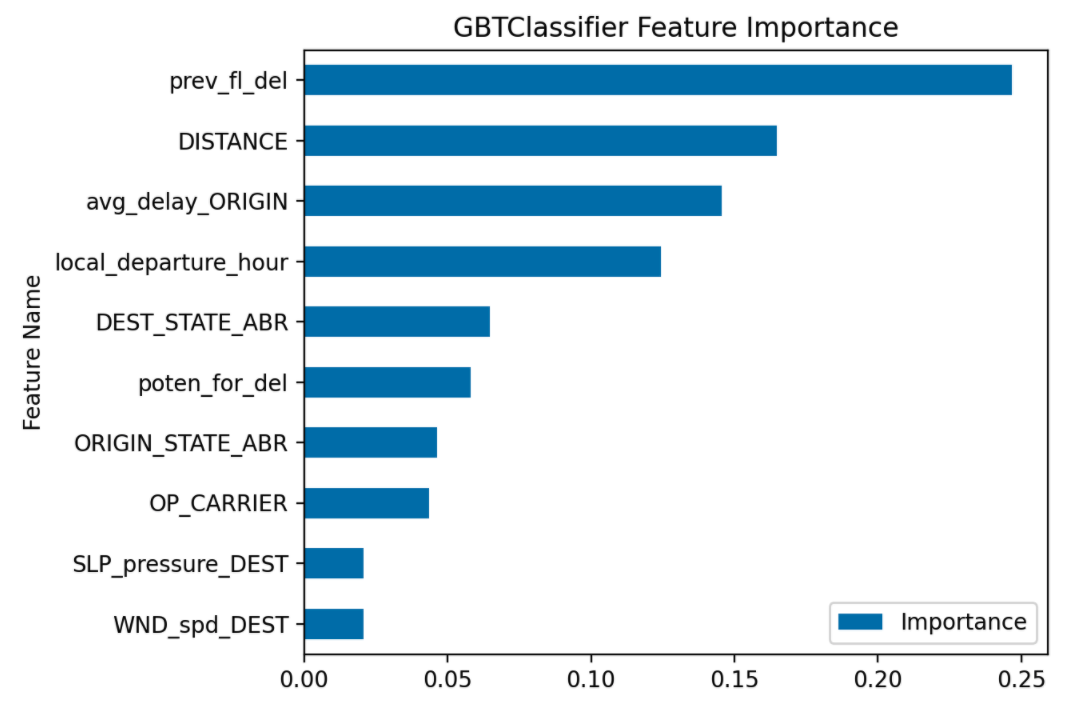 GBTClassifier Feature Importance
Feature Name
prev_fl_del
DISTANCE
avg_delay_ORIGIN
local_departure_hour
DEST_STATE_ABR
poten_for_del
ORIGIN_STATE_ABR
OP_CARRIER
SLP_pressure_DEST
WND_spd_DEST
Importance
0.00 0.05 0.10 0.15 0.20 0.25